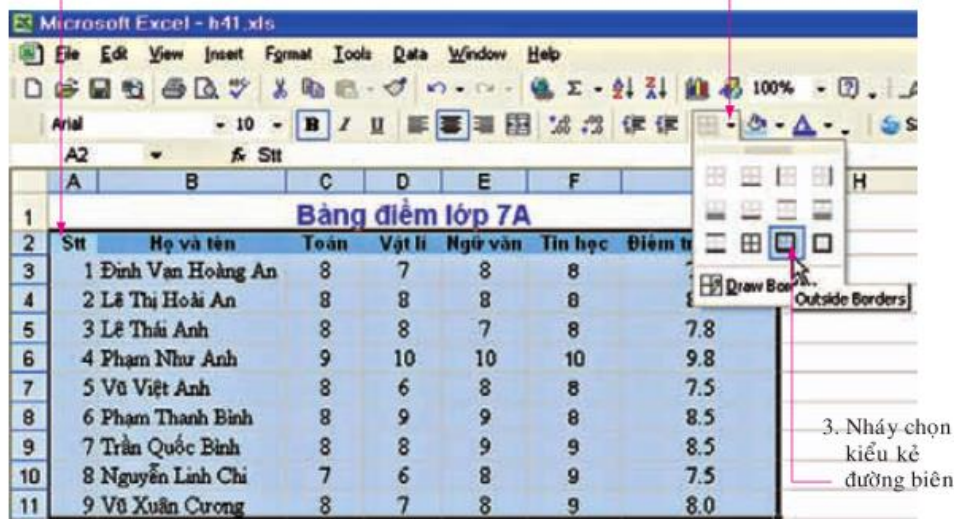 Microsoft Excel - h41.xls
File Edit View Insert Format Tools Data Window Help
100%
Arial 10 B I U
A2 fx Stt
A B C D E F H
1 Bảng điểm lớp 7A
2 Stt Họ và tên Toán Vật lí Ngữ văn Tin học Điểm
3 1 Đinh Vạn Hoàng An 8 7 8 8
4 2 Lê Thị Hoài An 8 8 8 8
5 3 Lê Thái Anh 8 8 7 8 7.8
6 4 Phạm Như Anh 9 10 10 10 9.8
7 5 Vũ Việt Anh 8 6 8 8 7.5
8 6 Phạm Thanh Bình 8 9 9 8 8.5
9 7 Trần Quốc Bình 8 8 9 9 8.5
10 8 Nguyễn Linh Chi 7 6 8 9 7.5
11 9 Vũ Xuân Cương 8 7 8 9 8.0
Draw
Outside Borders
3. Nháy chọn
kiểu kẻ
đường biên